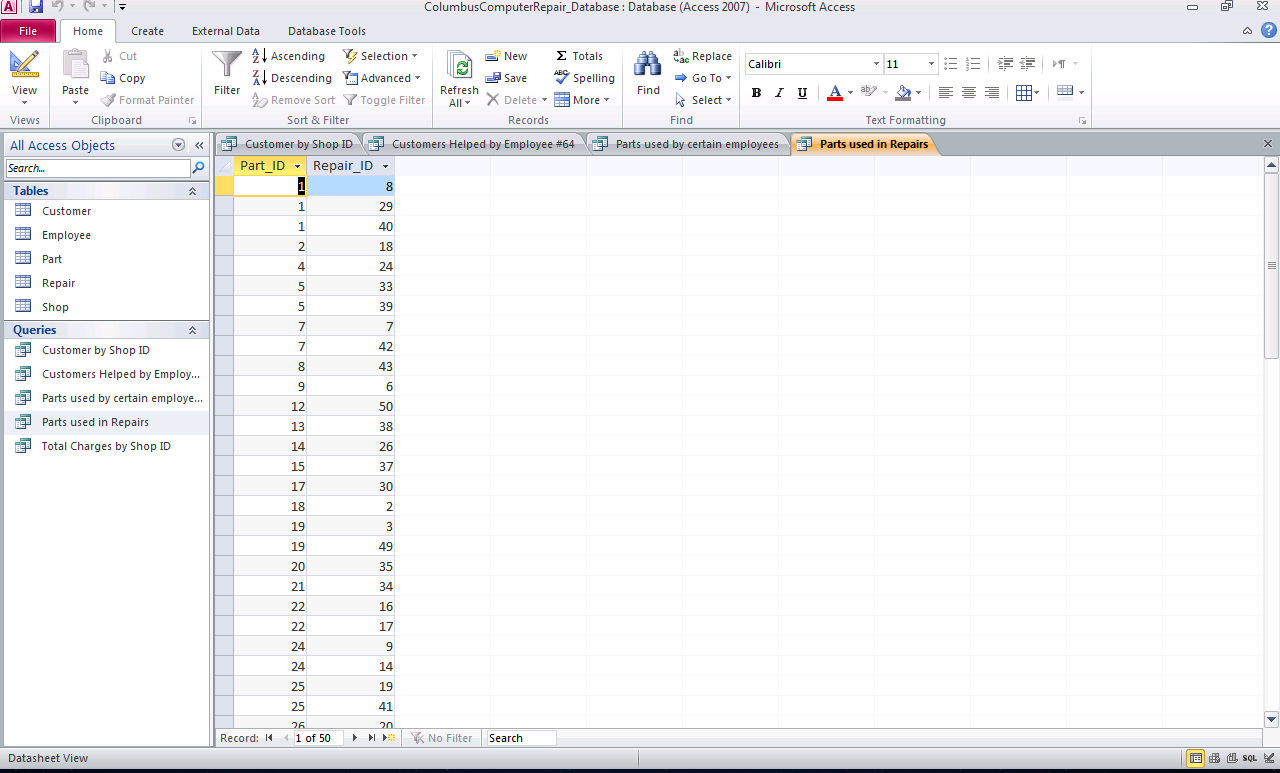 A ColumbusComputerRepair_Database : Database (Access 2007) - Microsoft Access
File Home Create External Data Database Tools
View Paste Cut Copy Format Painter Filter Ascending Descending Remove Sort Selection Advanced Toggle Filter Refresh All New Save Delete Totals Spelling More Find Replace Go To Select Calibri 11 B I U A
Views Clipboard Sort & Filter Records Find Text Formatting
All Access Objects Customer by Shop ID Customers Helped by Employee #64 Parts used by certain employees Parts used in Repairs
Search...
Tables
Customer
Employee
Part
Repair
Shop
Queries
Customer by Shop ID
Customers Helped by Employ...
Parts used by certain employe...
Parts used in Repairs
Total Charges by Shop ID
Part_ID Repair_ID
1 8
1 29
1 40
2 18
4 24
5 33
5 39
7 7
7 42
8 43
9 6
12 50
13 38
14 26
15 37
17 30
18 2
19 3
19 49
20 35
21 34
22 16
22 17
24 9
24 14
25 19
25 41
26 20
Record: 1 of 50 No Filter Search
Datasheet View SQL